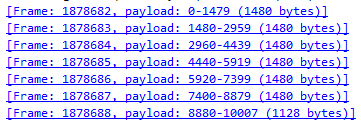 [Frame: 1878682, payload: 0-1479 (1480 bytes)]
[Frame: 1878683, payload: 1480-2959 (1480 bytes)]
[Frame: 1878684, payload: 2960-4439 (1480 bytes)]
[Frame: 1878685, payload: 4440-5919 (1480 bytes)]
[Frame: 1878686, payload: 5920-7399 (1480 bytes)]
[Frame: 1878687, payload: 7400-8879 (1480 bytes)]
[Frame: 1878688, payload: 8880-10007 (1128 bytes)]